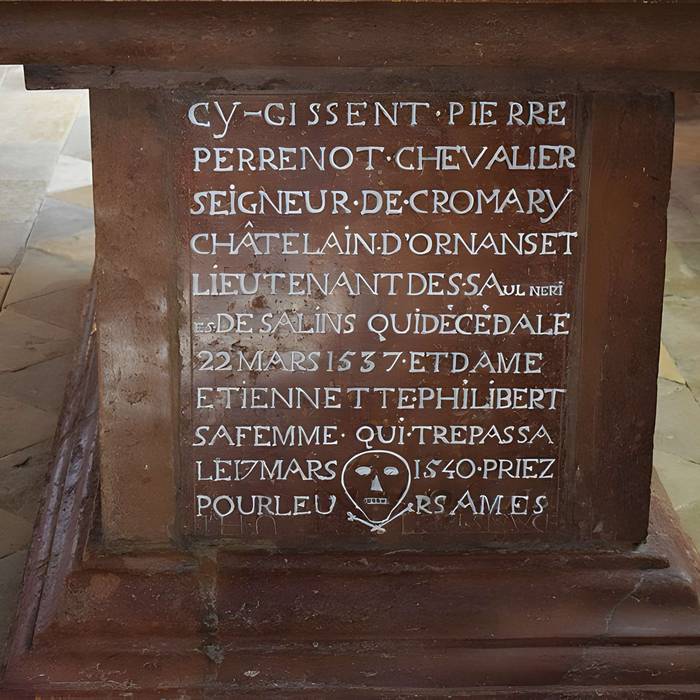 CY-GISSENT·PIERRE
PERRENOT·CHEVALIER
SEIGNEUR·DE·CROMARY
CHÂTELAIN·D'ORNANS ET
LIEUTENANT DES·SAULNERI
ES·DE SALINS QUI DÉCÉDA LE
22 MARS 1537·ET DAME
ETIENNETTE·PHILIBERT
SA FEMME· QUI·TREPASSA
LE 17 MARS 1540·PRIEZ
POUR LEURS AMES